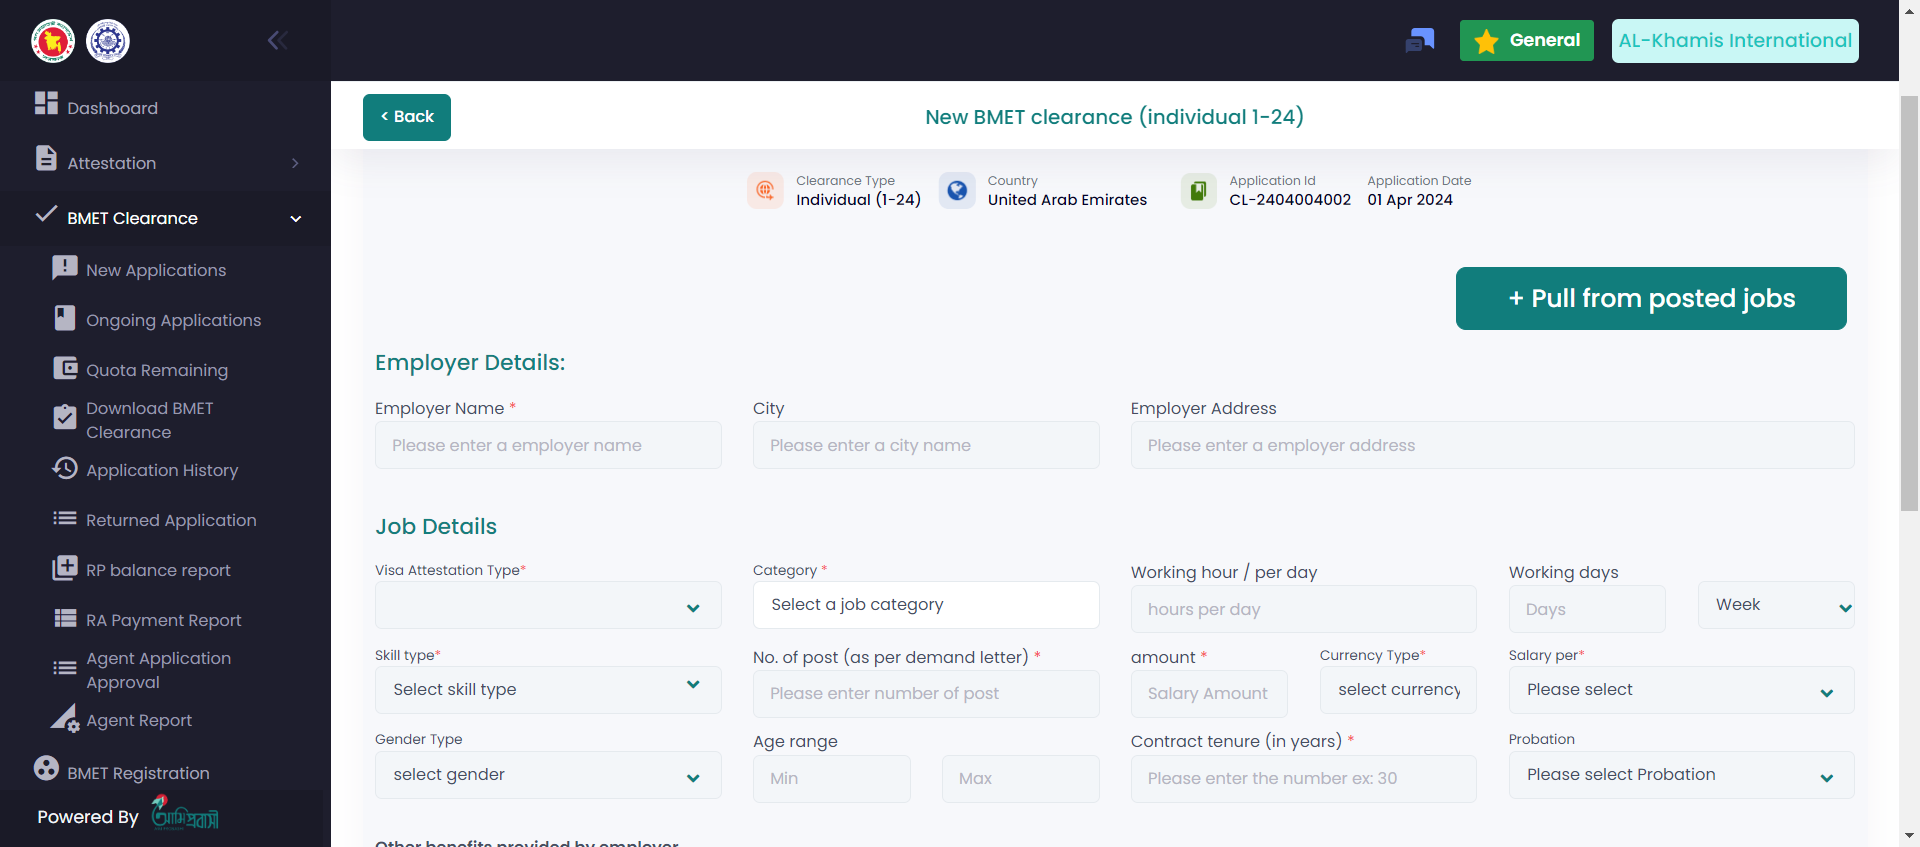 General
AL-Khamis International
Dashboard
Attestation
BMET Clearance
New Applications
Ongoing Applications
Quota Remaining
Download BMET
Clearance
Application History
Returned Application
RP balance report
RA Payment Report
Agent Application
Approval
Agent Report
BMET Registration
Powered By আমি প্রবাসী
< Back
New BMET clearance (individual 1-24)
Clearance Type
Individual (1-24)
Country
United Arab Emirates
Application Id
CL-2404004002
Application Date
01 Apr 2024
+ Pull from posted jobs
Employer Details:
Employer Name *
Please enter a employer name
City
Please enter a city name
Employer Address
Please enter a employer address
Job Details
Visa Attestation Type*
Category *
Select a job category
Working hour / per day
hours per day
Working days
Days
Week
Skill type*
Select skill type
No. of post (as per demand letter) *
Please enter number of post
amount *
Salary Amount
Currency Type*
select currency
Salary per*
Please select
Gender Type
select gender
Age range
Min
Max
Contract tenure (in years) *
Please enter the number ex: 30
Probation
Please select Probation
Other benefits provided by employer